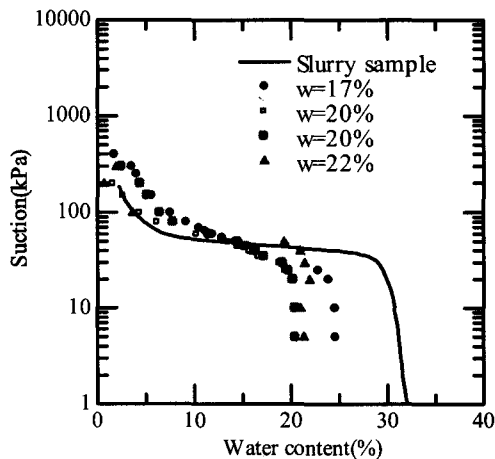 10000
1000
100
10
1
Suction(kPa)
Slurry sample
w=17%
w=20%
w=20%
w=22%
0 10 20 30 40
Water content(%)